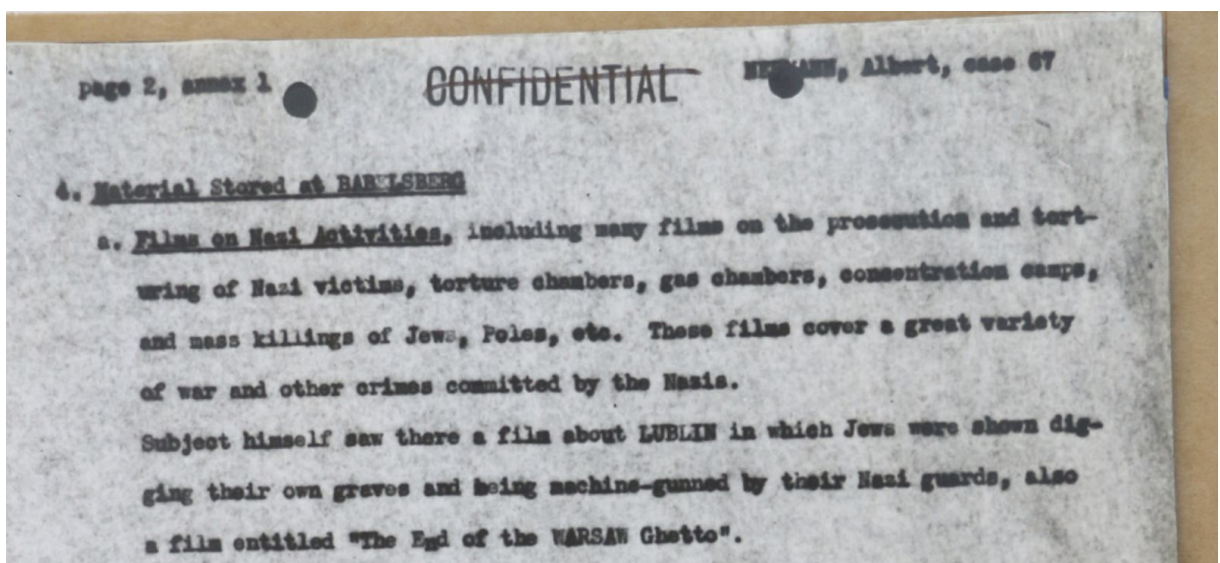 page 2, annex 1
CONFIDENTIAL
Albert, case 67
4. Material Stored at BABELSBERG
a. Films on Nazi Activities, including many films on the prosecution and tort-
uring of Nazi victims, torture chambers, gas chambers, consentration camps,
and mass killings of Jews, Poles, etc. These films cover a great variety
of war and other crimes committed by the Nazis.
Subject himself saw there a film about LUBLIN in which Jews were shown dig-
ging their own graves and being machine-gunned by their Nazi guards, also
a film entitled "The End of the WARSAW Ghetto".